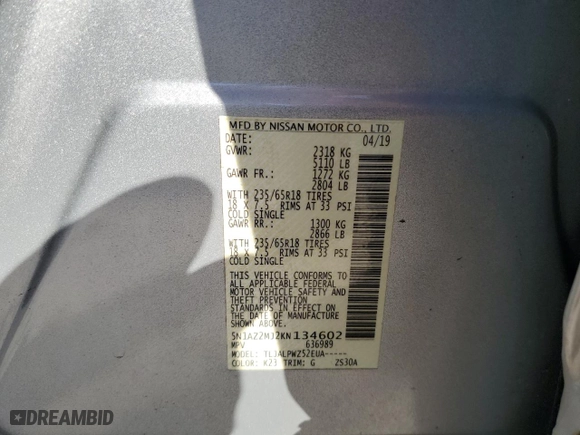 MFD BY NISSAN MOTOR CO., LTD.
DATE: 04/19
GVWR: 2318 KG
5110 LB
GAWR FR.: 1272 KG
2804 LB
WITH 235/65R18 TIRES
18 X 7.5 RIMS AT 33 PSI
COLD SINGLE
GAWR RR.: 1300 KG
2866 LB
WITH 235/65R18 TIRES
18 X 7.5 RIMS AT 33 PSI
COLD SINGLE
THIS VEHICLE CONFORMS TO
ALL APPLICABLE FEDERAL
MOTOR VEHICLE SAFETY AND
THEFT PREVENTION
STANDARDS IN EFFECT ON
THE DATE OF MANUFACTURE
SHOWN ABOVE.
5N1AZ2MJ2KN134602
MPV 636989
MODEL: TLJALPWZ52EUA-----
COLOR: K23 TRIM: G 2S30A
DREAMBID